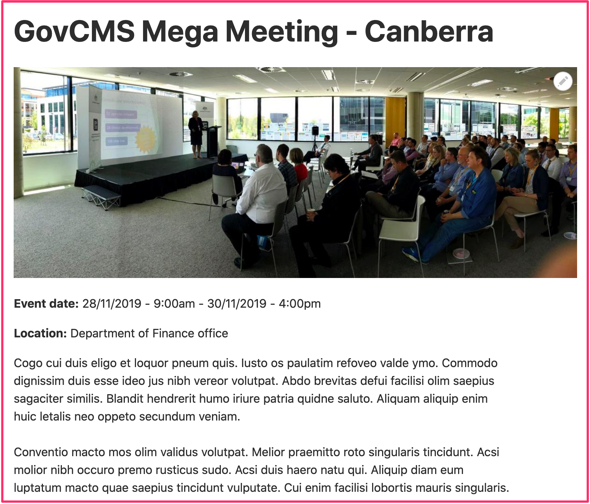 GovCMS Mega Meeting - Canberra
Event date: 28/11/2019 - 9:00am - 30/11/2019 - 4:00pm
Location: Department of Finance office
Cogo cui duis eligo et loquor pneum quis. Iusto os paulatim refoveo valde ymo. Commodo
dignissim duis esse ideo jus nibh vereor volutpat. Abdo brevitas defui facilisi olim saepius
sagaciter similis. Blandit hendrerit humo iriure patria quidne saluto. Aliquam aliquip enim
huic letalis neo oppeto secundum veniam.
Conventio macto mos olim validus volutpat. Melior praemitto roto singularis tincidunt. Acsi
molior nibh occuro premo rusticus sudo. Acsi duis haero natu qui. Aliquip diam eum
luptatum macto quae saepius tincidunt vulputate. Cui enim facilisi lobortis mauris singularis.